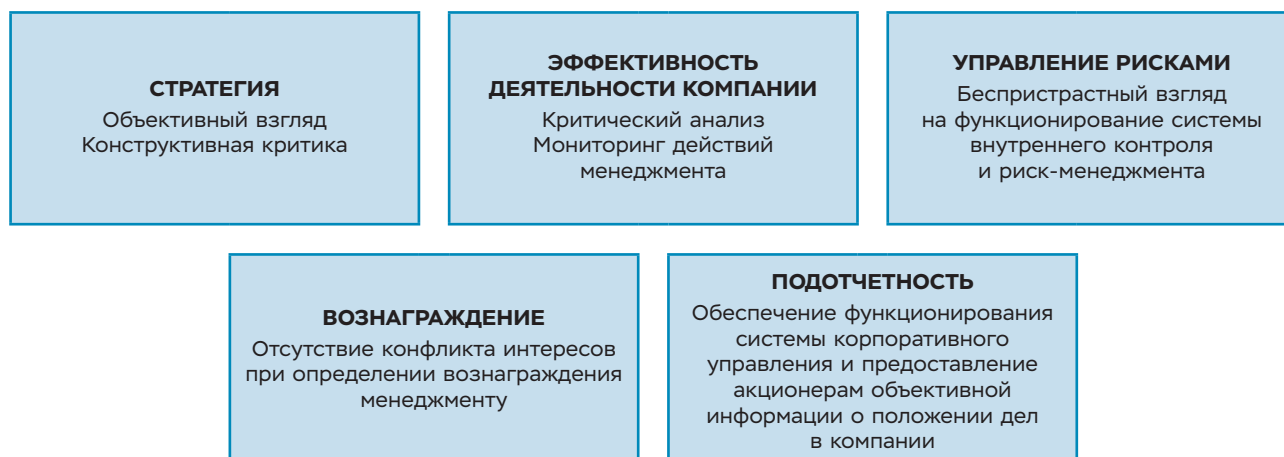 СТРАТЕГИЯ
Объективный взгляд
Конструктивная критика
ЭФФЕКТИВНОСТЬ
ДЕЯТЕЛЬНОСТИ КОМПАНИИ
Критический анализ
Мониторинг действий
менеджмента
УПРАВЛЕНИЕ РИСКАМИ
Беспристрастный взгляд
на функционирование системы
внутреннего контроля
и риск-менеджмента
ВОЗНАГРАЖДЕНИЕ
Отсутствие конфликта интересов
при определении вознаграждения
менеджменту
ПОДОТЧЕТНОСТЬ
Обеспечение функционирования
системы корпоративного
управления и предоставление
акционерам объективной
информации о положении дел
в компании